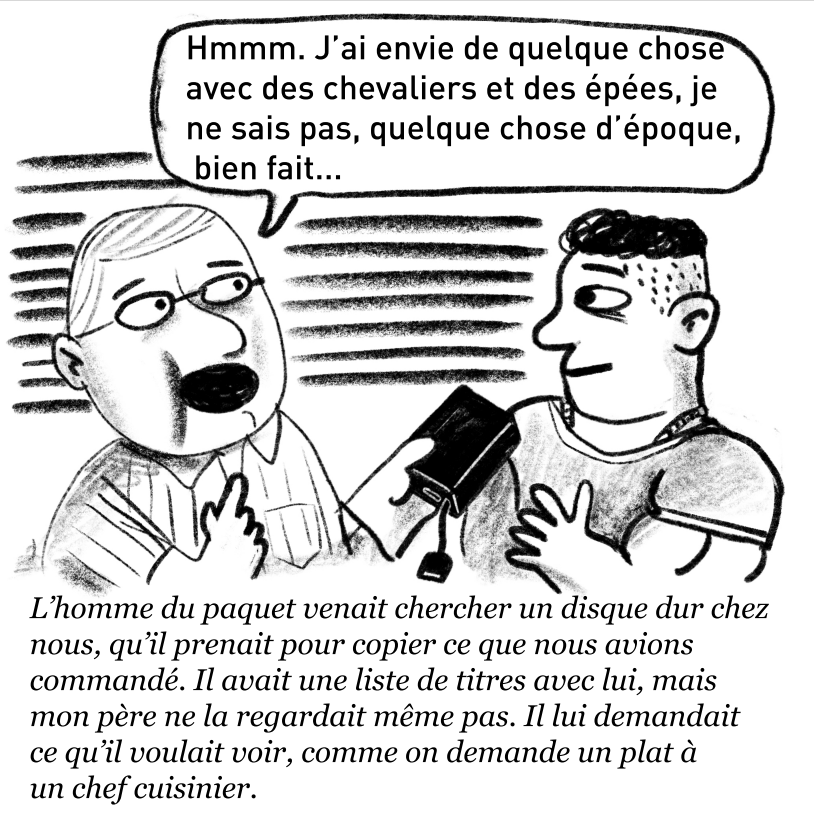 Hmmm. J’ai envie de quelque chose
avec des chevaliers et des épées, je
ne sais pas, quelque chose d’époque,
bien fait...
L’homme du paquet venait chercher un disque dur chez
nous, qu’il prenait pour copier ce que nous avions
commandé. Il avait une liste de titres avec lui, mais
mon père ne la regardait même pas. Il lui demandait
ce qu’il voulait voir, comme on demande un plat à
un chef cuisinier.